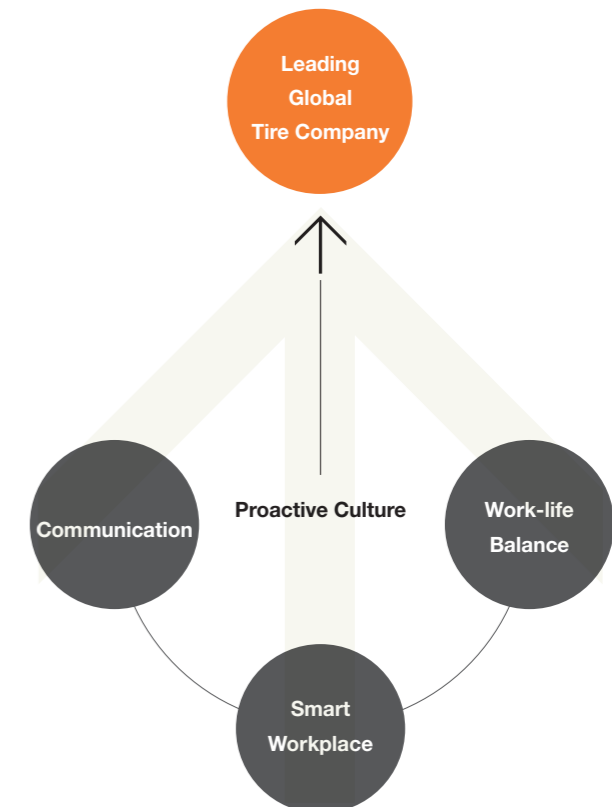 Leading
Global
Tire Company
Communication
Proactive Culture
Work-life
Balance
Smart
Workplace